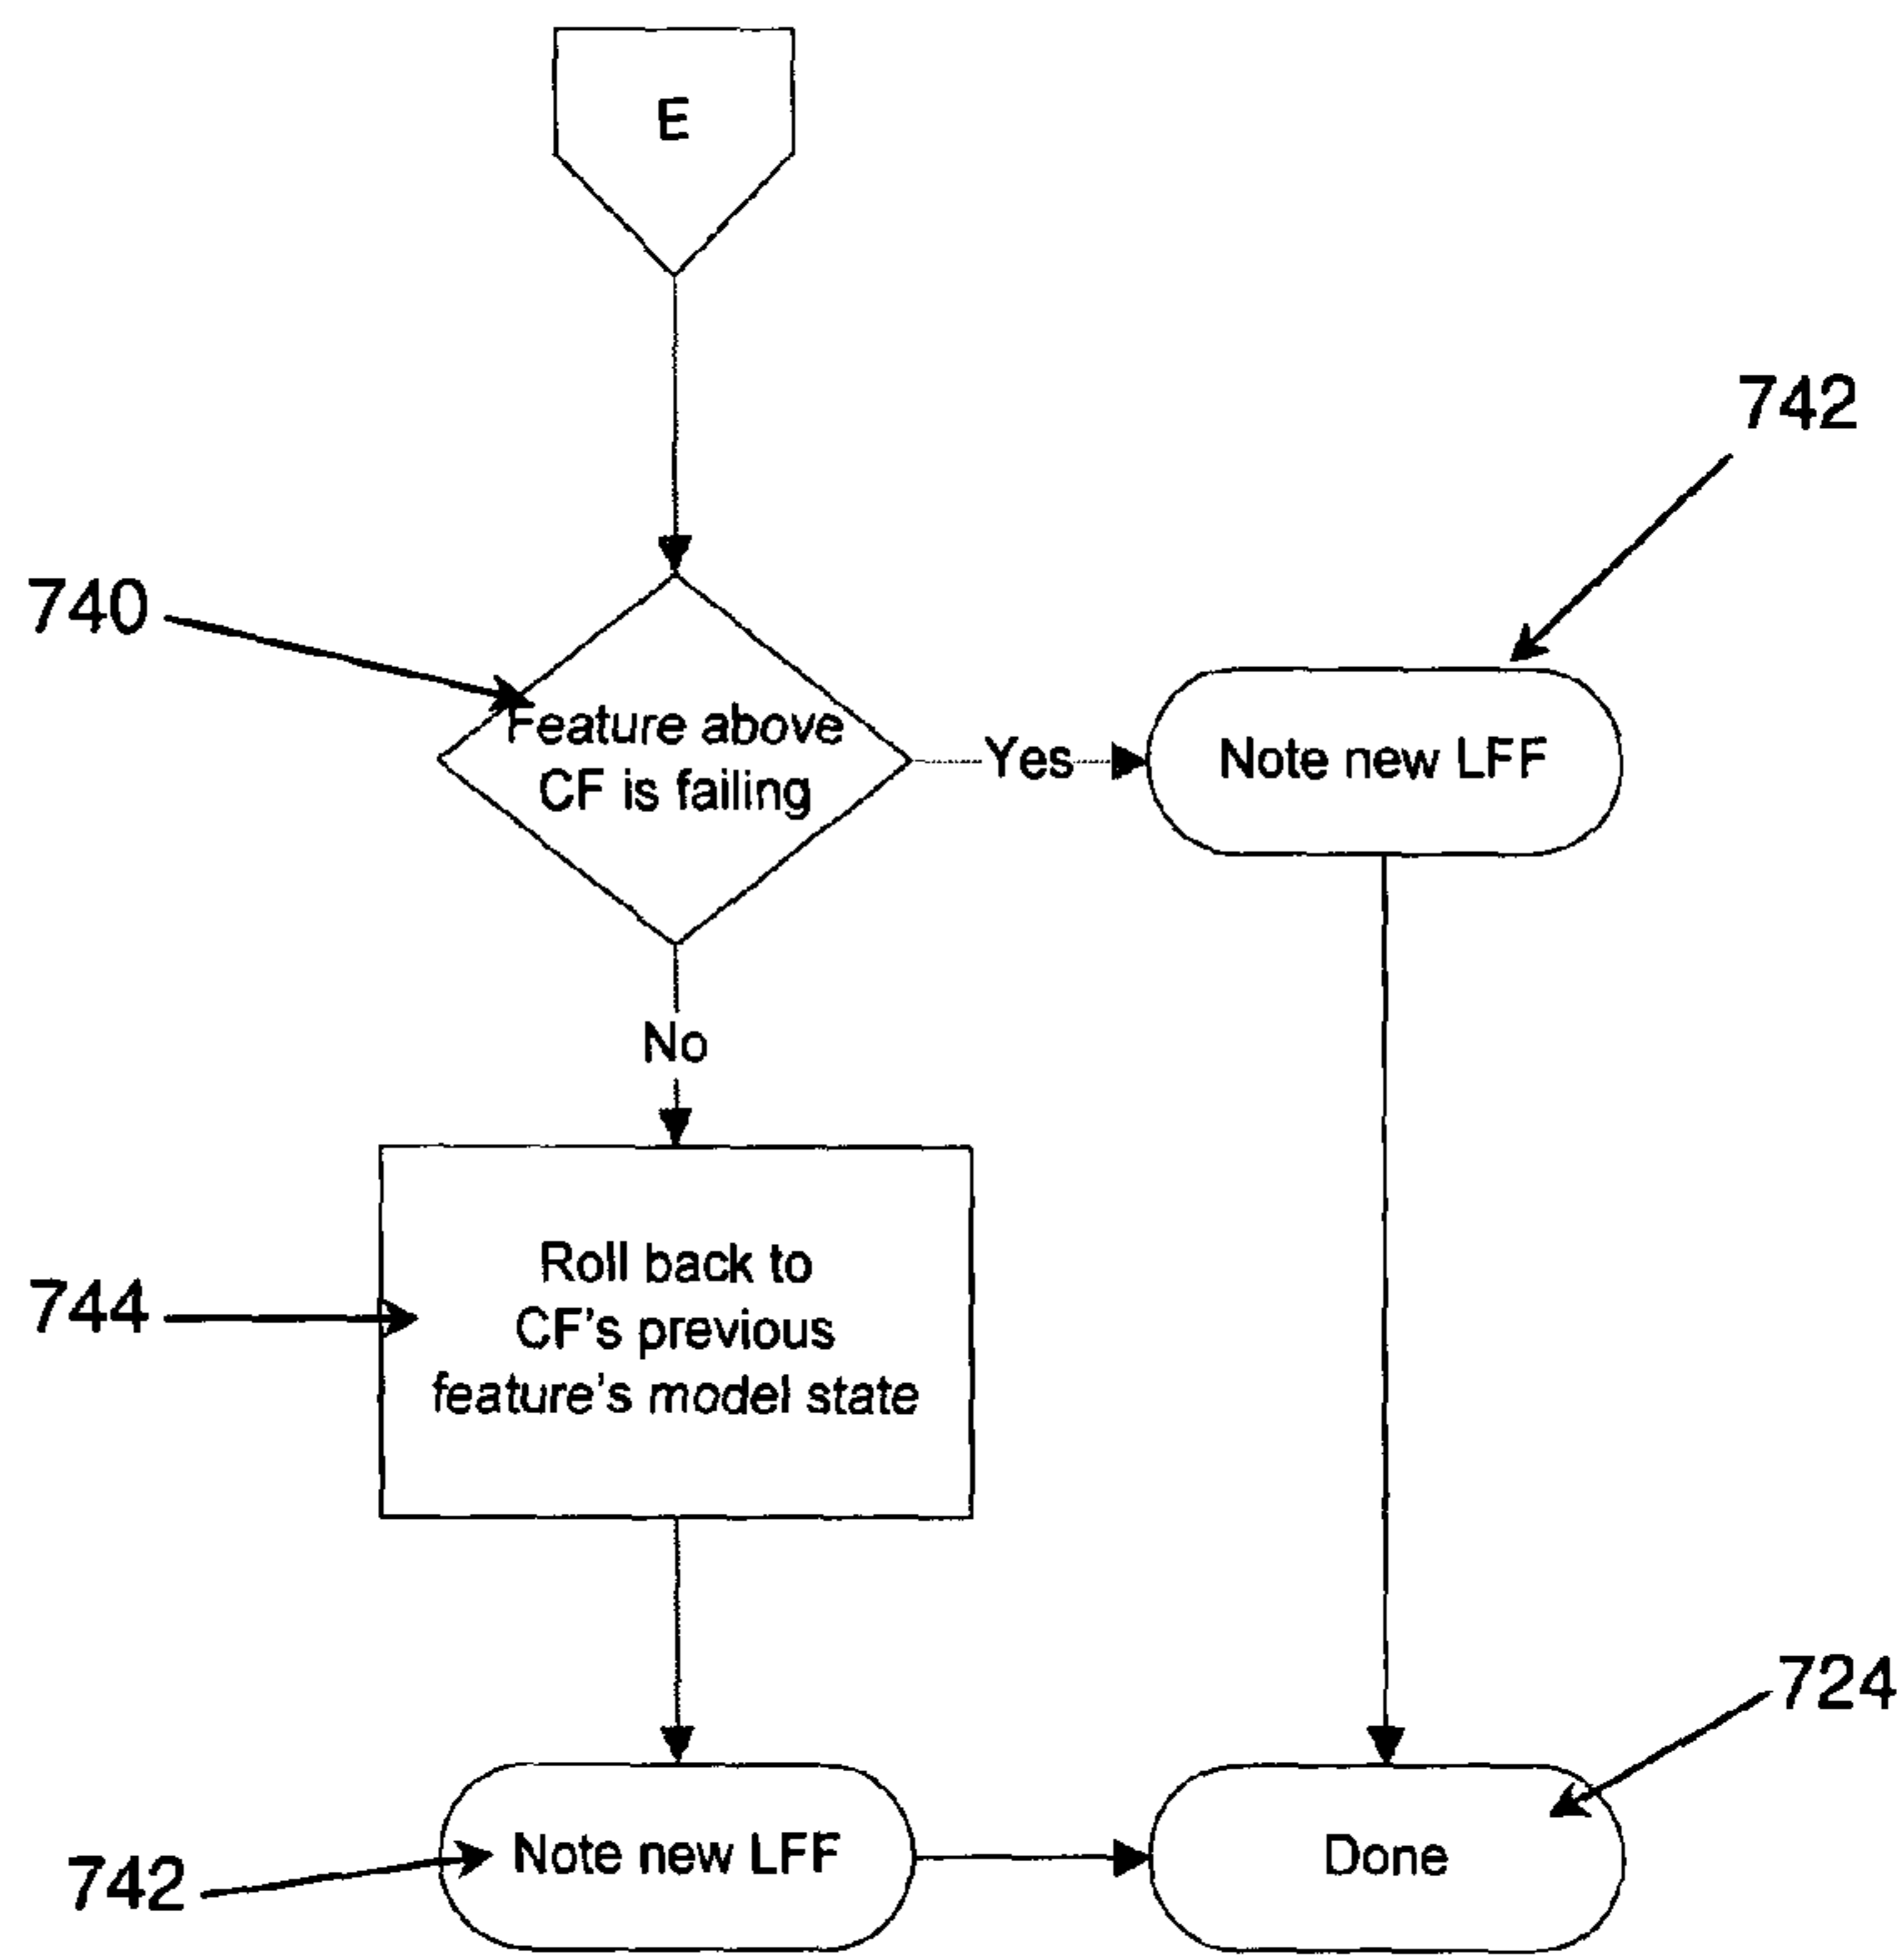 E
742
740
Feature above
CF is failing
Yes
Note new LFF
No
Roll back to
CF's previous
feature's model state
744
724
Note new LFF
Done
742